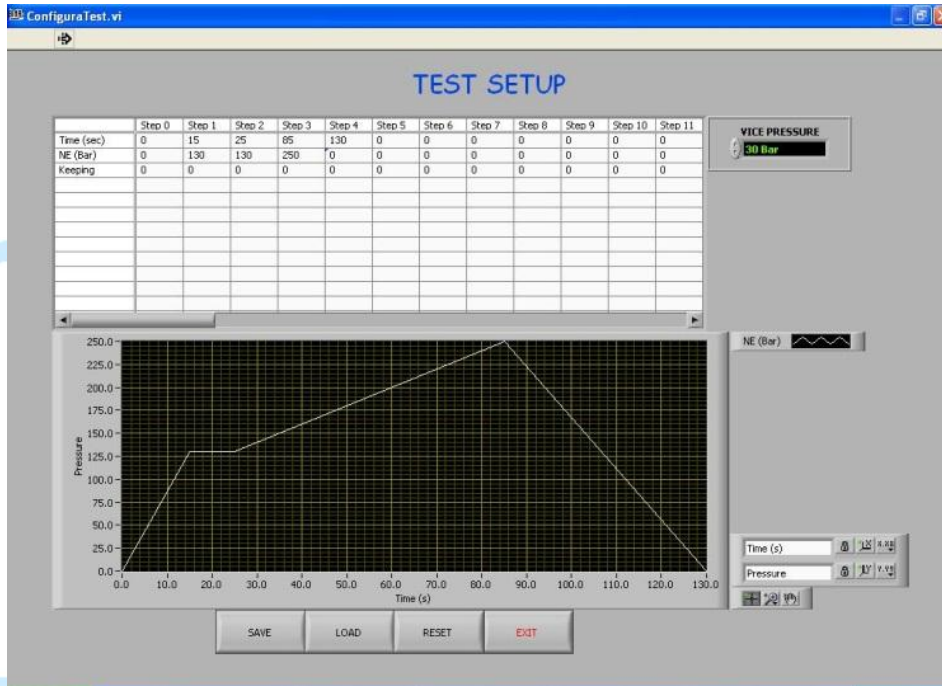 ConfiguraTest.vi
TEST SETUP
Step 0 Step 1 Step 2 Step 3 Step 4 Step 5 Step 6 Step 7 Step 8 Step 9 Step 10 Step 11
Time (sec) 0 15 25 85 130 0 0 0 0 0 0 0
NE (Bar) 0 130 130 250 0 0 0 0 0 0 0 0
Keeping 0 0 0 0 0 0 0 0 0 0 0 0
VICE PRESSURE
30 Bar
NE (Bar)
Pressure
250.0
225.0
200.0
175.0
150.0
125.0
100.0
75.0
50.0
25.0
0.0
0.0 10.0 20.0 30.0 40.0 50.0 60.0 70.0 80.0 90.0 100.0 110.0 120.0 130.0
Time (s)
Time (s)
Pressure
SAVE LOAD RESET EXIT